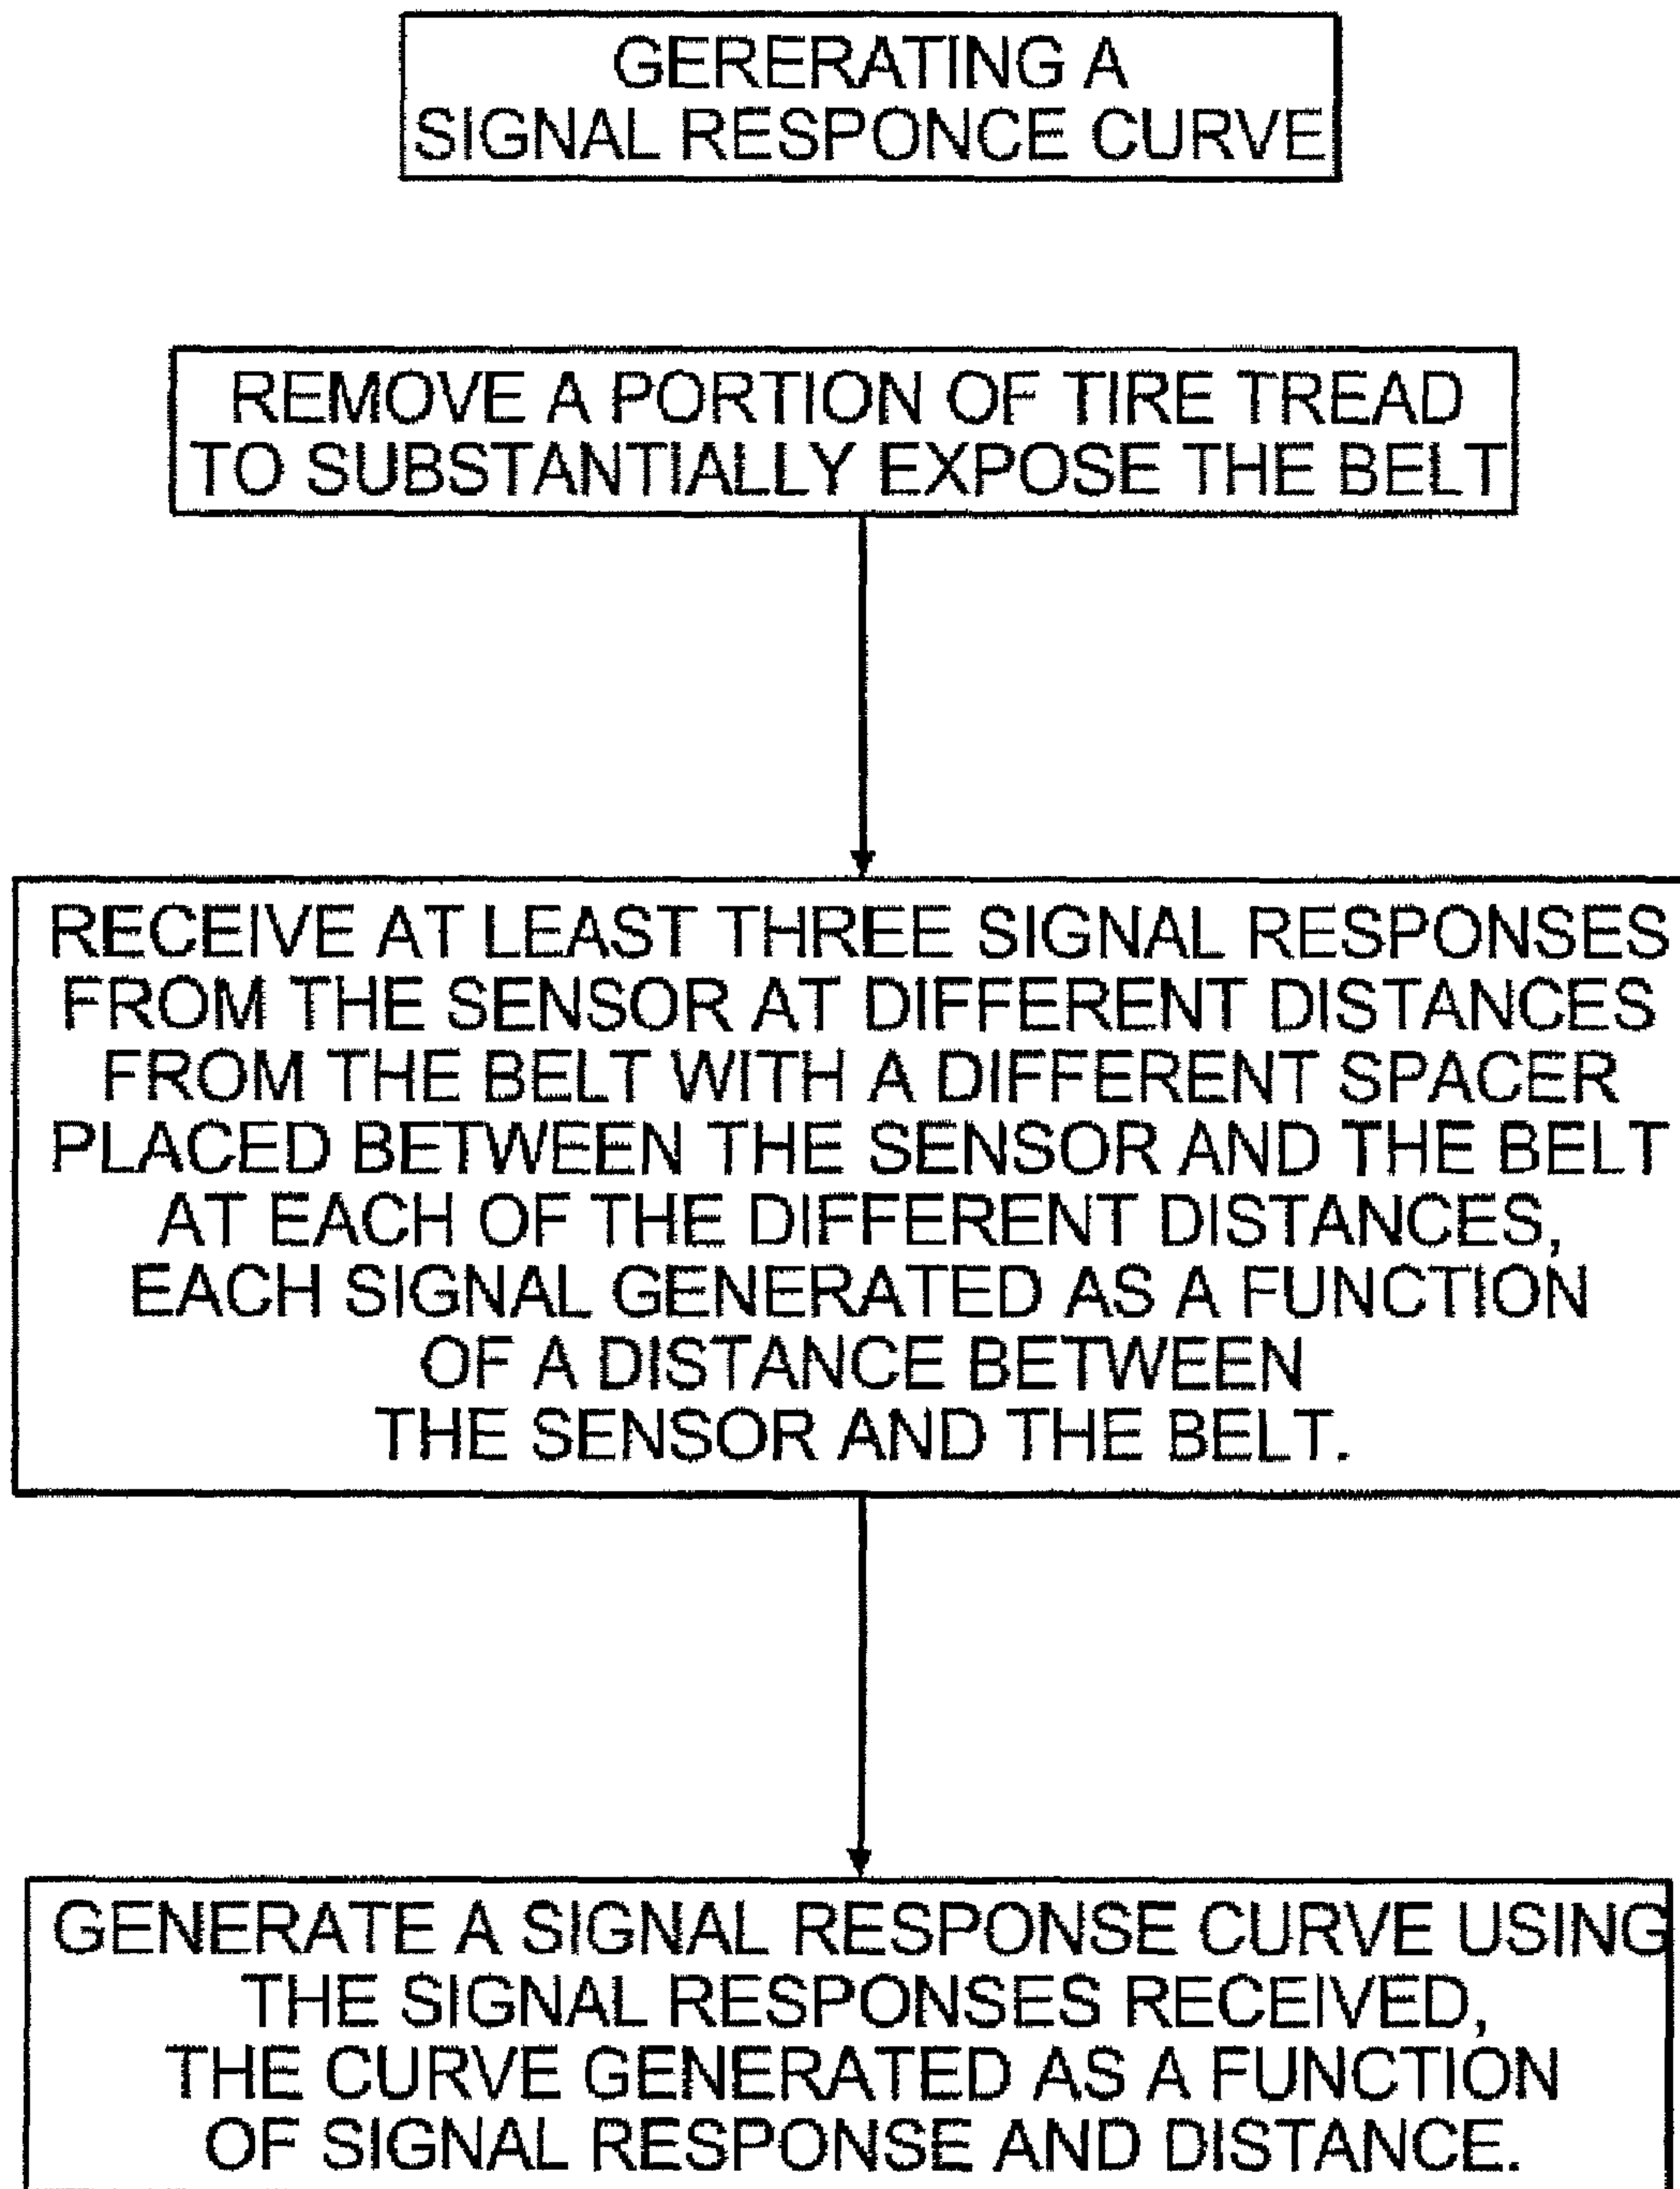 GERERATING A
SIGNAL RESPONCE CURVE
REMOVE A PORTION OF TIRE TREAD
TO SUBSTANTIALLY EXPOSE THE BELT
RECEIVE AT LEAST THREE SIGNAL RESPONSES
FROM THE SENSOR AT DIFFERENT DISTANCES
FROM THE BELT WITH A DIFFERENT SPACER
PLACED BETWEEN THE SENSOR AND THE BELT
AT EACH OF THE DIFFERENT DISTANCES,
EACH SIGNAL GENERATED AS A FUNCTION
OF A DISTANCE BETWEEN
THE SENSOR AND THE BELT.
GENERATE A SIGNAL RESPONSE CURVE USING
THE SIGNAL RESPONSES RECEIVED,
THE CURVE GENERATED AS A FUNCTION
OF SIGNAL RESPONSE AND DISTANCE.